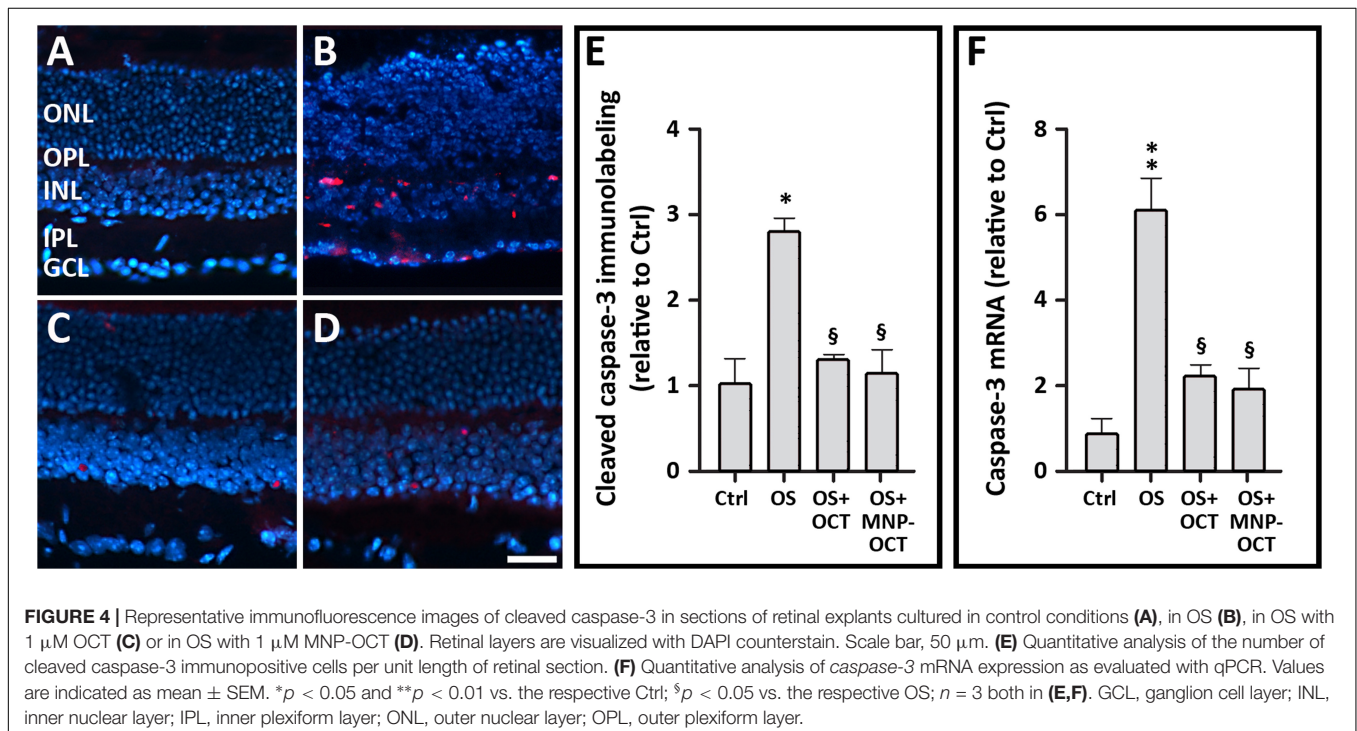 A
B
ONL
OPL
INL
IPL
GCL
C
D
E
Cleaved caspase-3 immunolabeling
(relative to Ctrl)
4
3
2
1
0
*
§
§
Ctrl
OS
OS+
OCT
OS+
MNP-
OCT
F
Caspase-3 mRNA (relative to Ctrl)
8
6
4
2
0
*
*
§
§
Ctrl
OS
OS+
OCT
OS+
MNP-
OCT
FIGURE 4 | Representative immunofluorescence images of cleaved caspase-3 in sections of retinal explants cultured in control conditions (A), in OS (B), in OS with
1 μM OCT (C) or in OS with 1 μM MNP-OCT (D). Retinal layers are visualized with DAPI counterstain. Scale bar, 50 μm. (E) Quantitative analysis of the number of
cleaved caspase-3 immunopositive cells per unit length of retinal section. (F) Quantitative analysis of caspase-3 mRNA expression as evaluated with qPCR. Values
are indicated as mean ± SEM. *p < 0.05 and **p < 0.01 vs. the respective Ctrl; §p < 0.05 vs. the respective OS; n = 3 both in (E,F). GCL, ganglion cell layer; INL,
inner nuclear layer; IPL, inner plexiform layer; ONL, outer nuclear layer; OPL, outer plexiform layer.